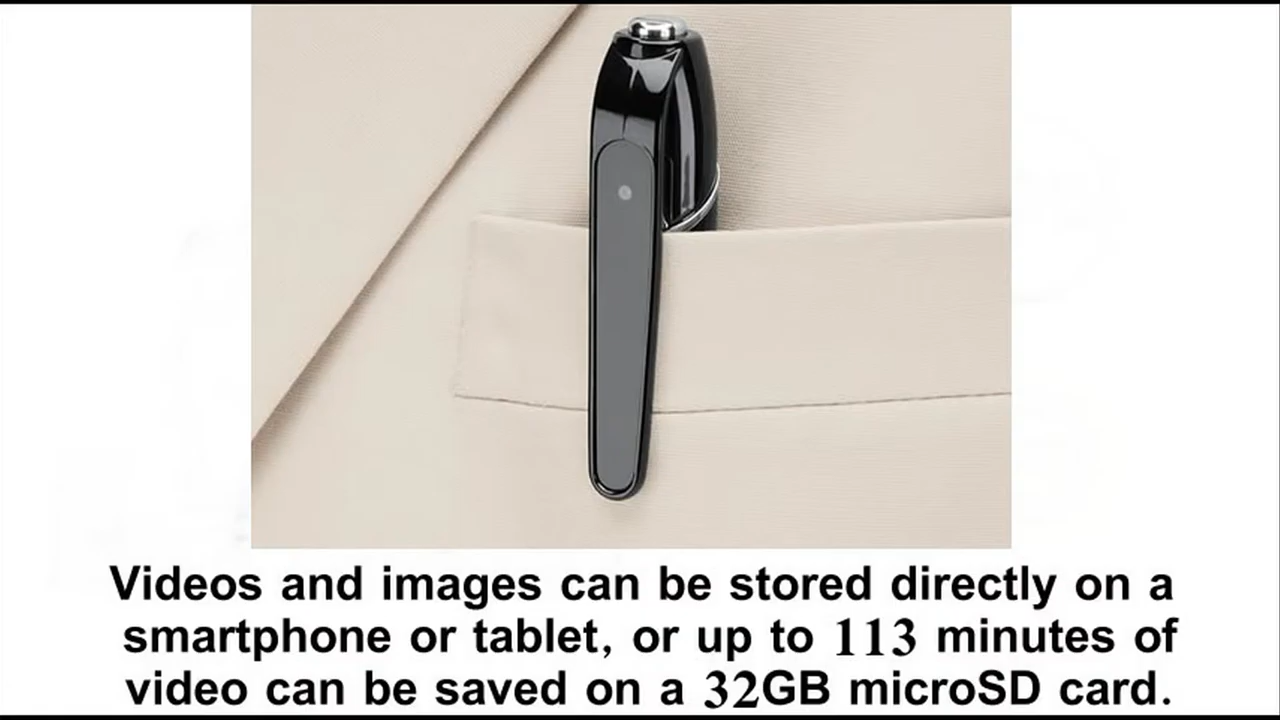 Videos and images can be stored directly on a
smartphone or tablet, or up to 113 minutes of
video can be saved on a 32GB microSD card.